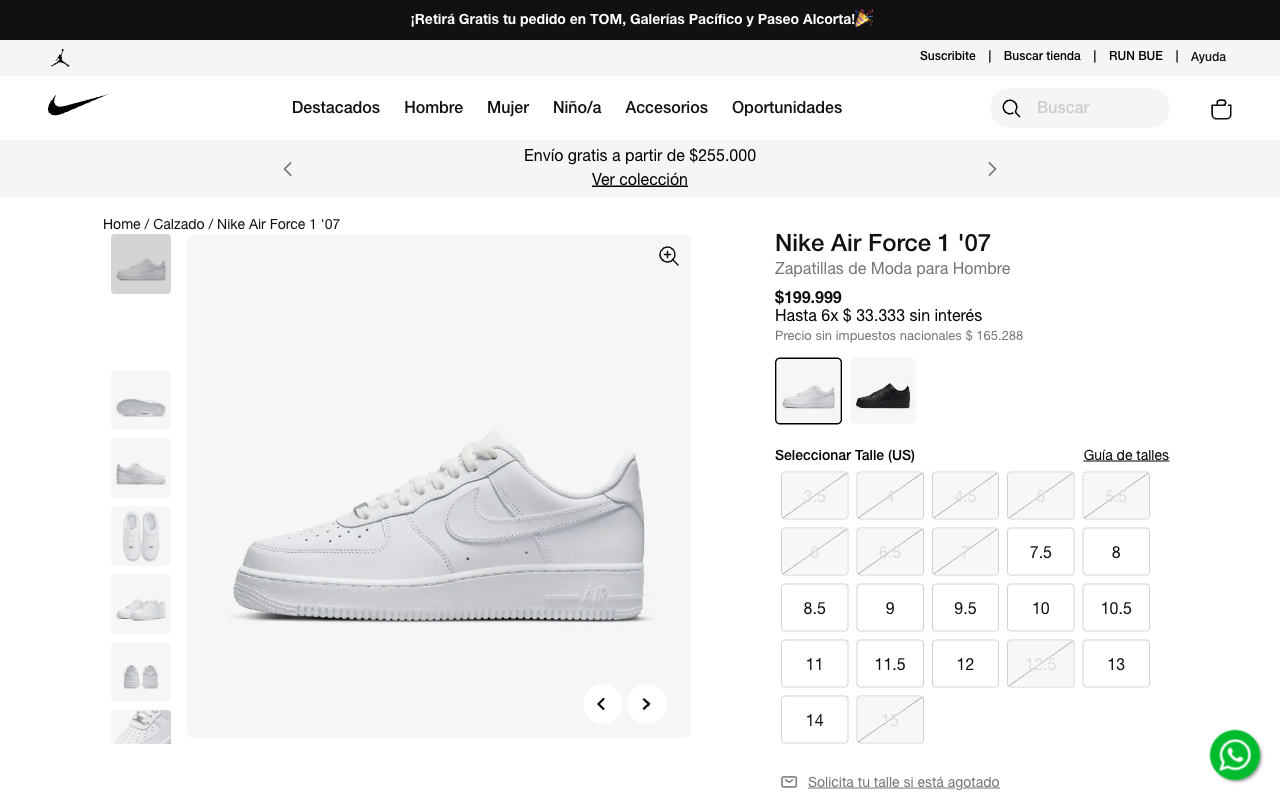 ¡Retirá Gratis tu pedido en TOM, Galerías Pacífico y Paseo Alcorta!🎉
Suscribite | Buscar tienda | RUN BUE | Ayuda
Destacados Hombre Mujer Niño/a Accesorios Oportunidades Buscar
Envío gratis a partir de $255.000
Ver colección
Home / Calzado / Nike Air Force 1 '07
Nike Air Force 1 '07
Zapatillas de Moda para Hombre
$199.999
Hasta 6x $ 33.333 sin interés
Precio sin impuestos nacionales $ 165.288
Seleccionar Talle (US) Guía de talles
3.5 4 4.5 5 5.5
6 6.5 7 7.5 8
8.5 9 9.5 10 10.5
11 11.5 12 12.5 13
14 15
Solicita tu talle si está agotado
AIR